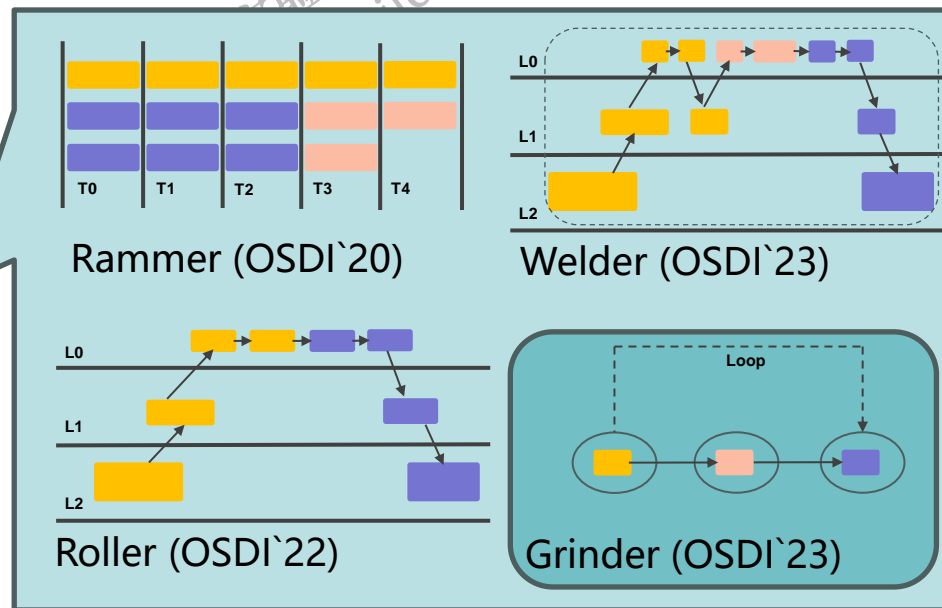 T0 T1 T2 T3 T4
Rammer (OSDI`20)
L0
L1
L2
Welder (OSDI`23)
L0
L1
L2
Roller (OSDI`22)
Loop
Grinder (OSDI`23)